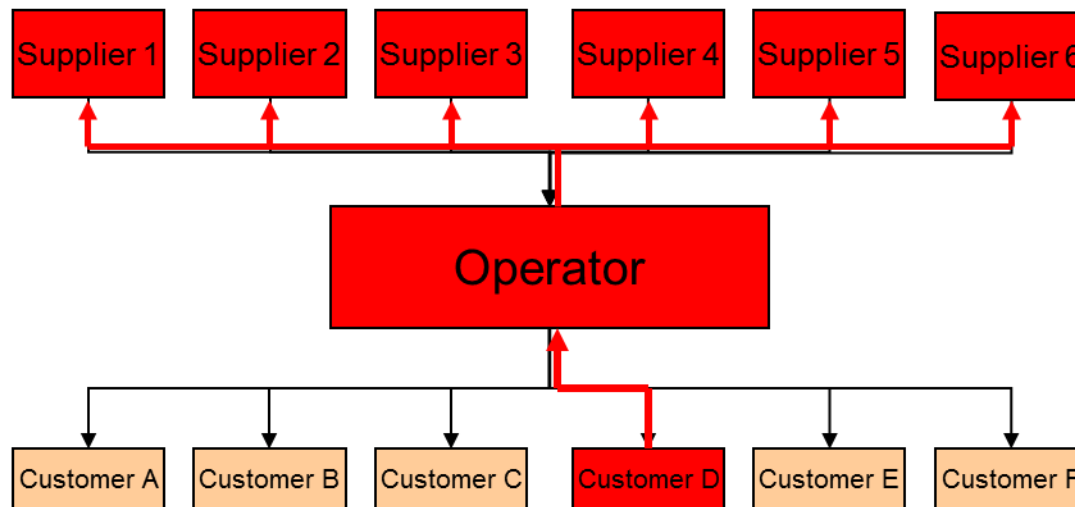 Supplier 1
Supplier 2
Supplier 3
Supplier 4
Supplier 5
Supplier 6
Operator
Customer A
Customer B
Customer C
Customer D
Customer E
Customer F